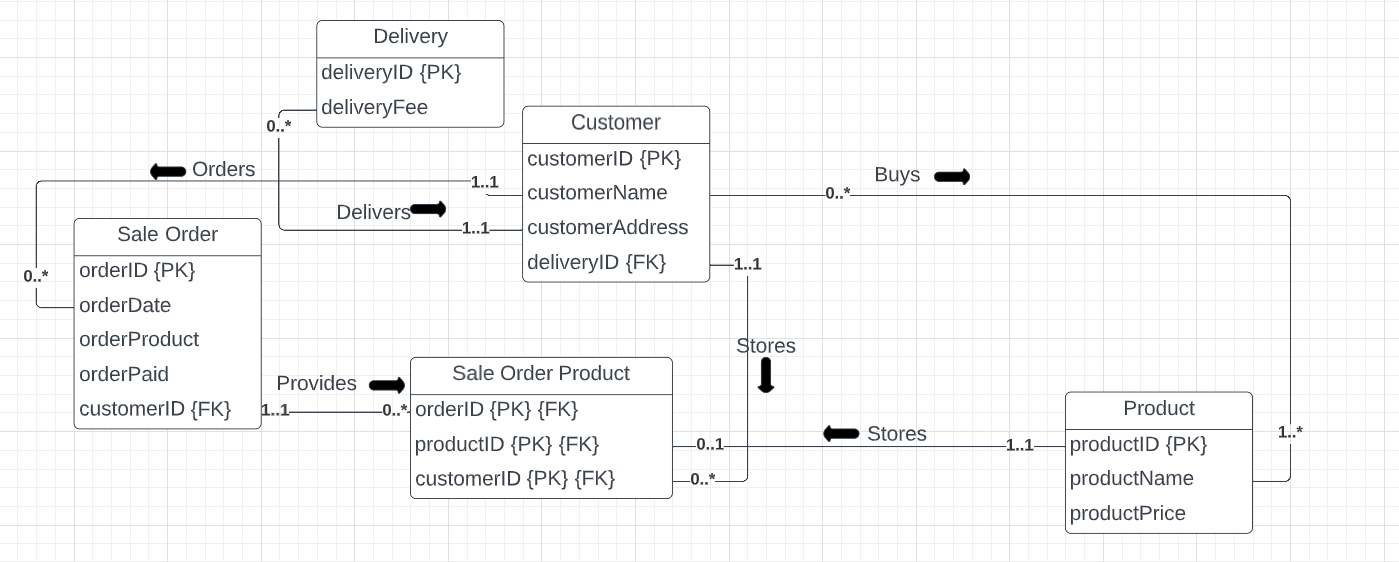 Delivery
deliveryID {PK}
deliveryFee
0..*
Customer
customerID {PK}
customerName
customerAddress
deliveryID {FK}
Orders
1..1
Delivers
1..1
Buys
0..*
Sale Order
orderID {PK}
orderDate
orderProduct
orderPaid
customerID {FK}
0..*
1..1
Stores
Provides
1..1
0..*
Sale Order Product
orderID {PK} {FK}
productID {PK} {FK}
customerID {PK} {FK}
0..1
0..*
Stores
1..1
Product
productID {PK}
productName
productPrice
1..*